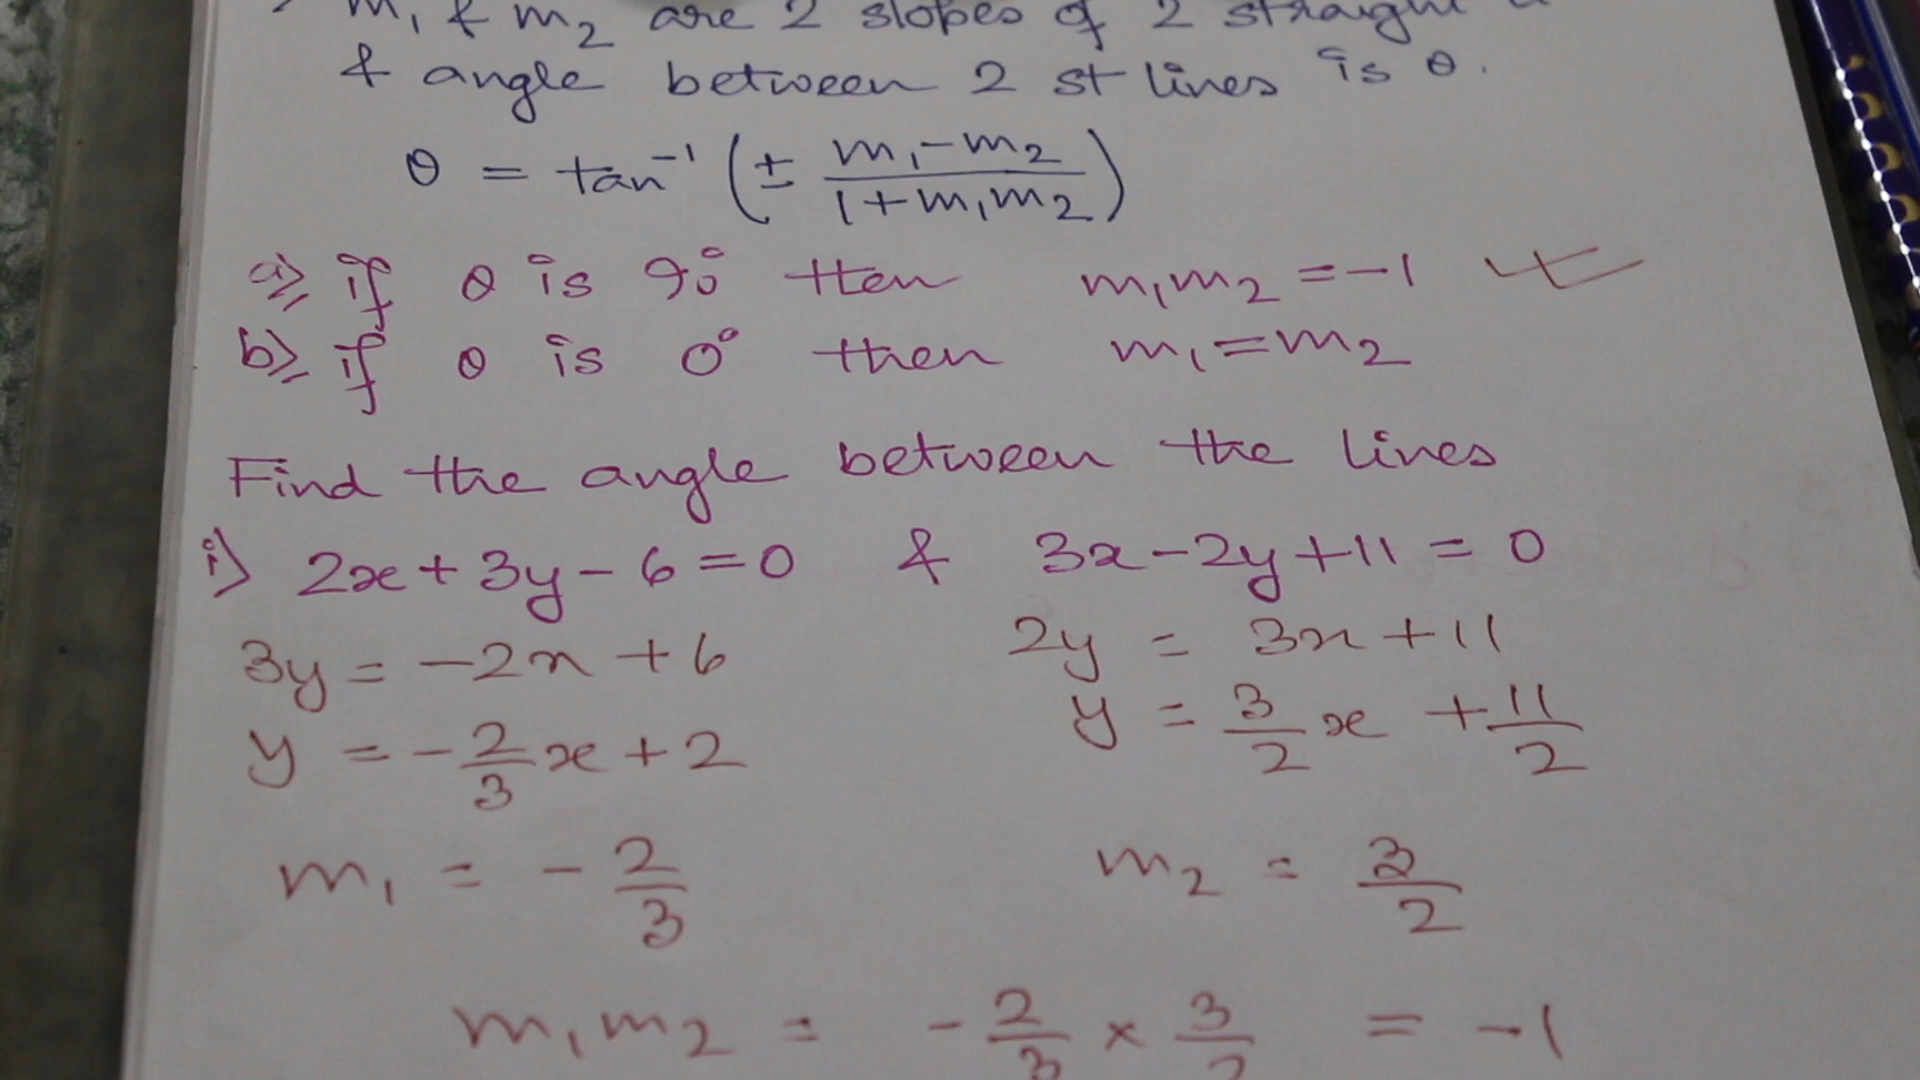 m₁ & m₂ are 2 slopes of 2 straight
& angle between 2 st lines is θ.
θ = tan⁻¹ (± (m₁-m₂)/(1+m₁m₂))
a) if θ is 90° then m₁m₂ = -1
b) if θ is 0° then m₁=m₂
Find the angle between the lines
i) 2x+3y-6=0 & 3x-2y+11=0
3y = -2x +6 2y = 3x+11
y = -2/3 x+2 y = 3/2 x + 11/2
m₁ = -2/3 m₂ = 3/2
m₁m₂ = -2/3 × 3/2 = -1